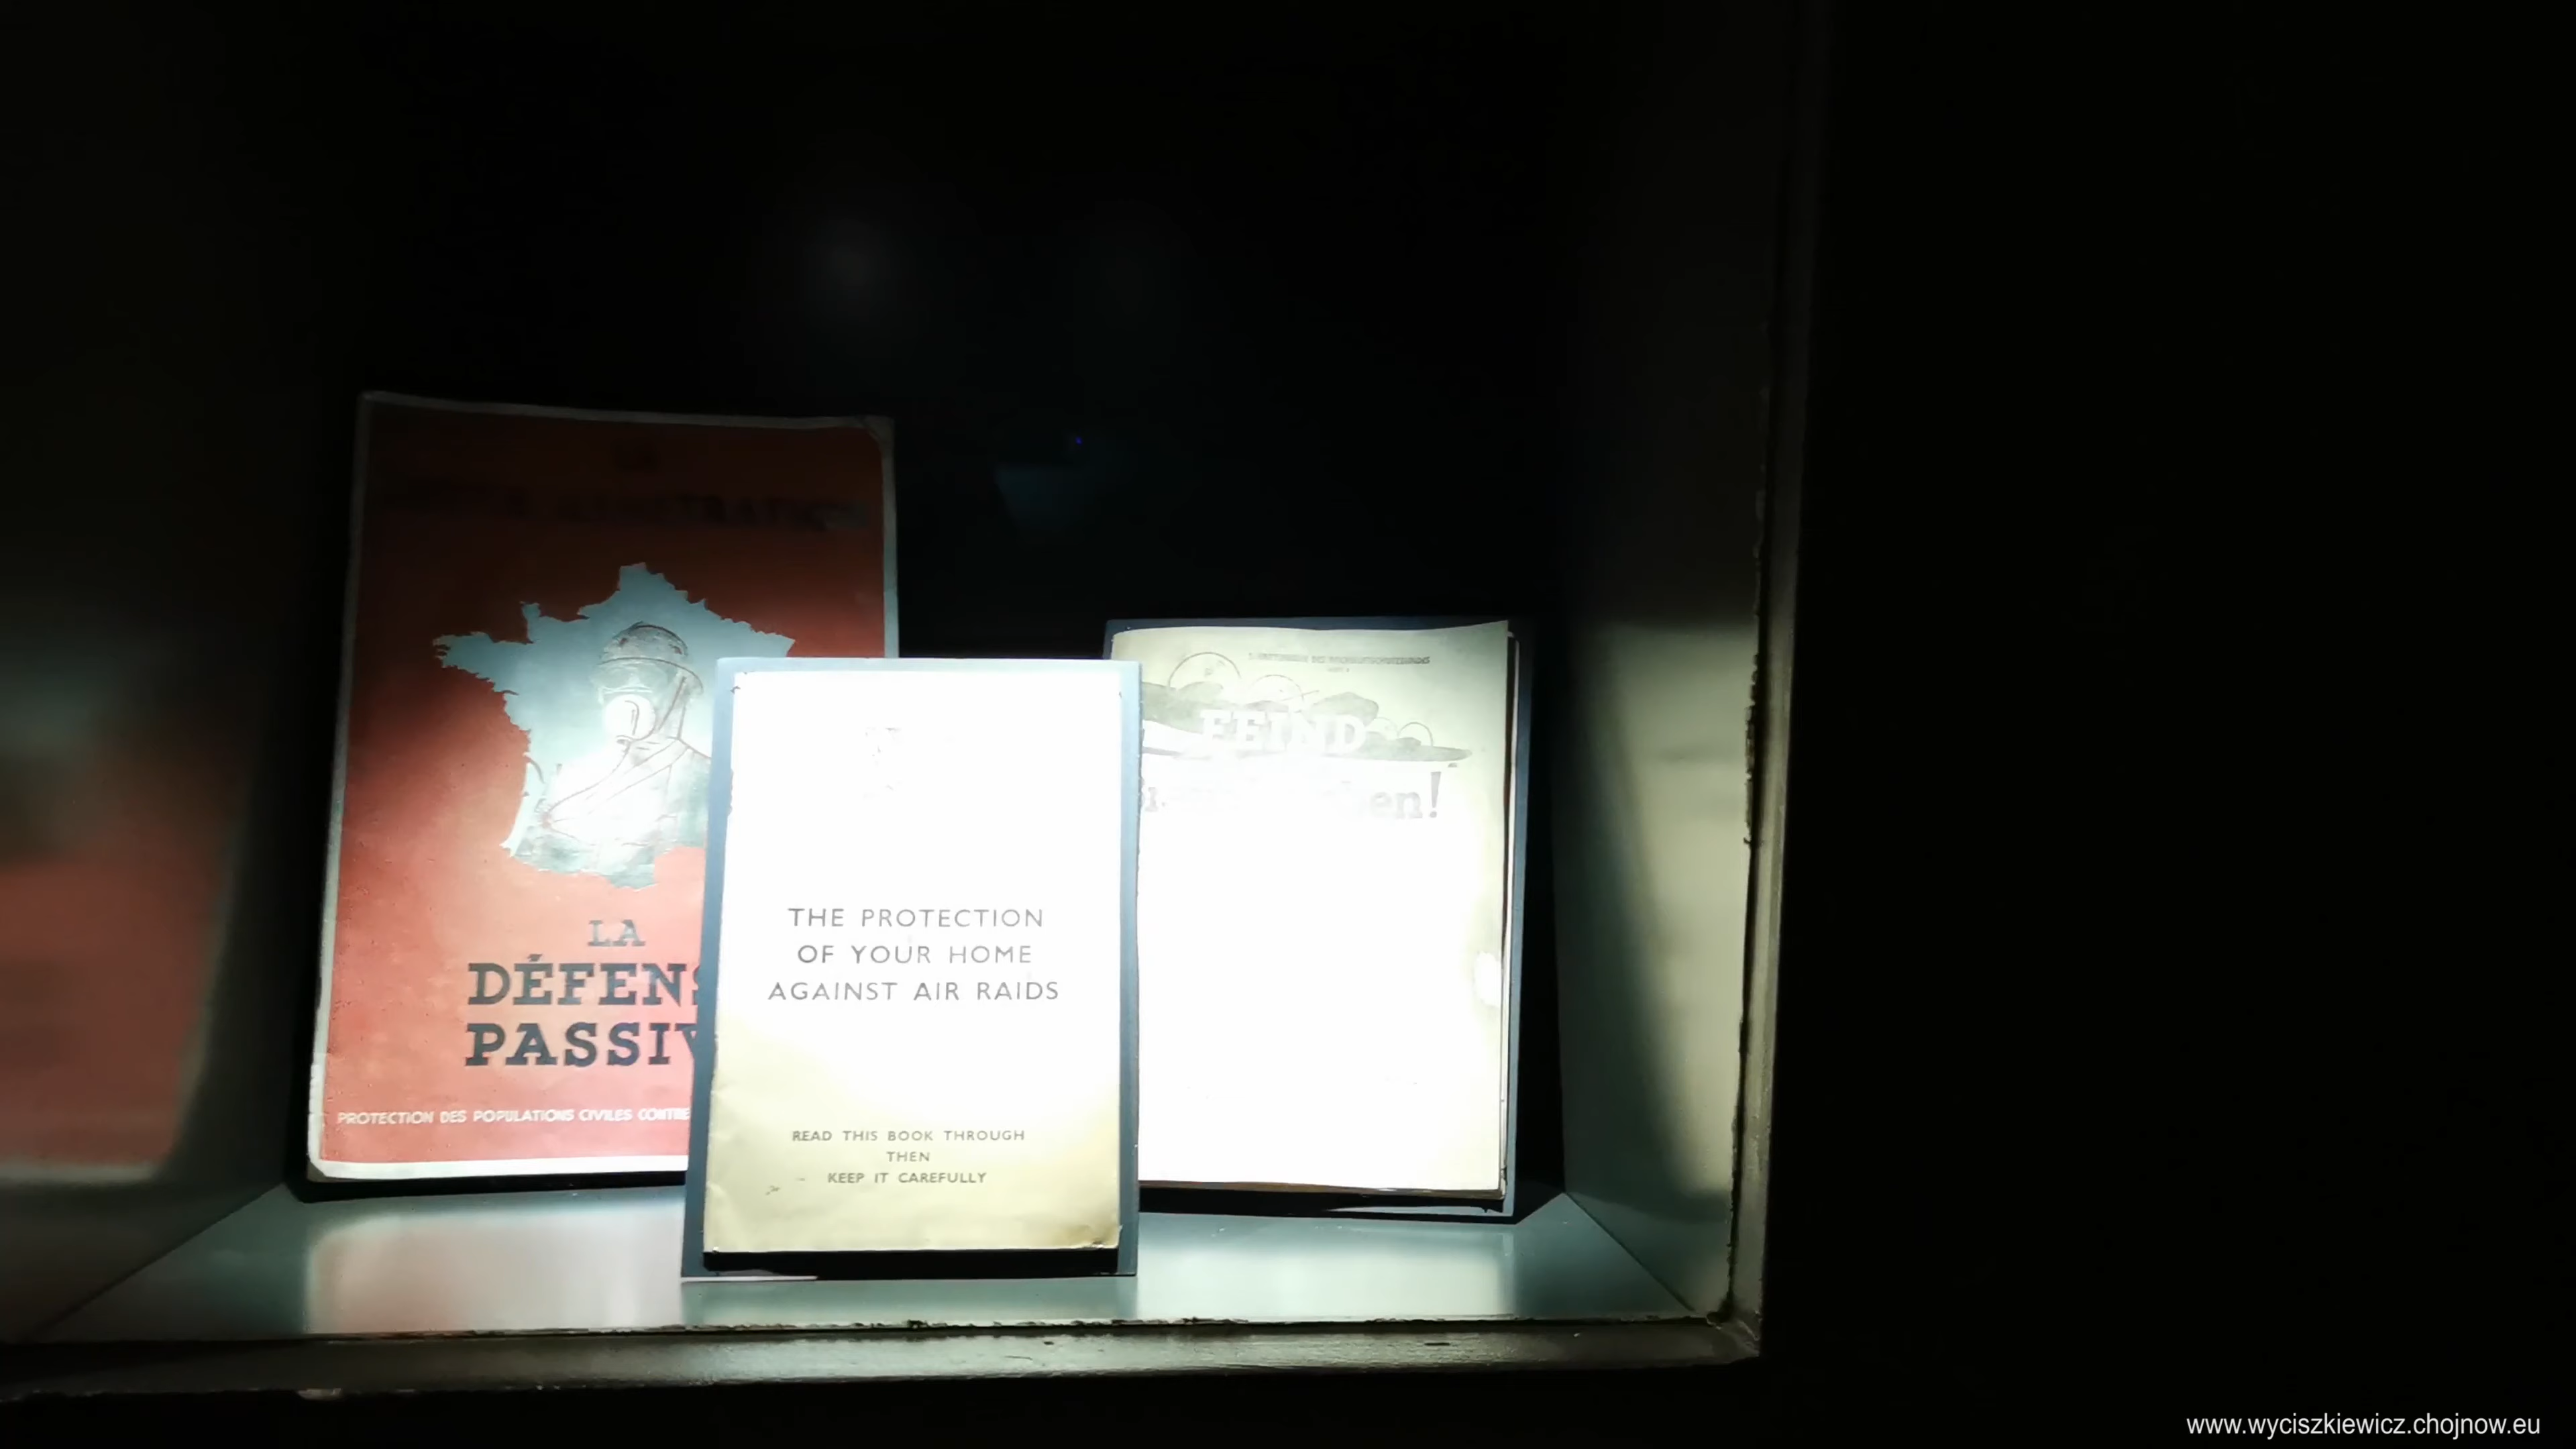 LA
DÉFENS
PASSIV
PROTECTION DES POPULATIONS CIVILES CONTRE
THE PROTECTION
OF YOUR HOME
AGAINST AIR RAIDS
READ THIS BOOK THROUGH
THEN
KEEP IT CAREFULLY
FEIND
www.wyciszkiewicz.chojnow.eu